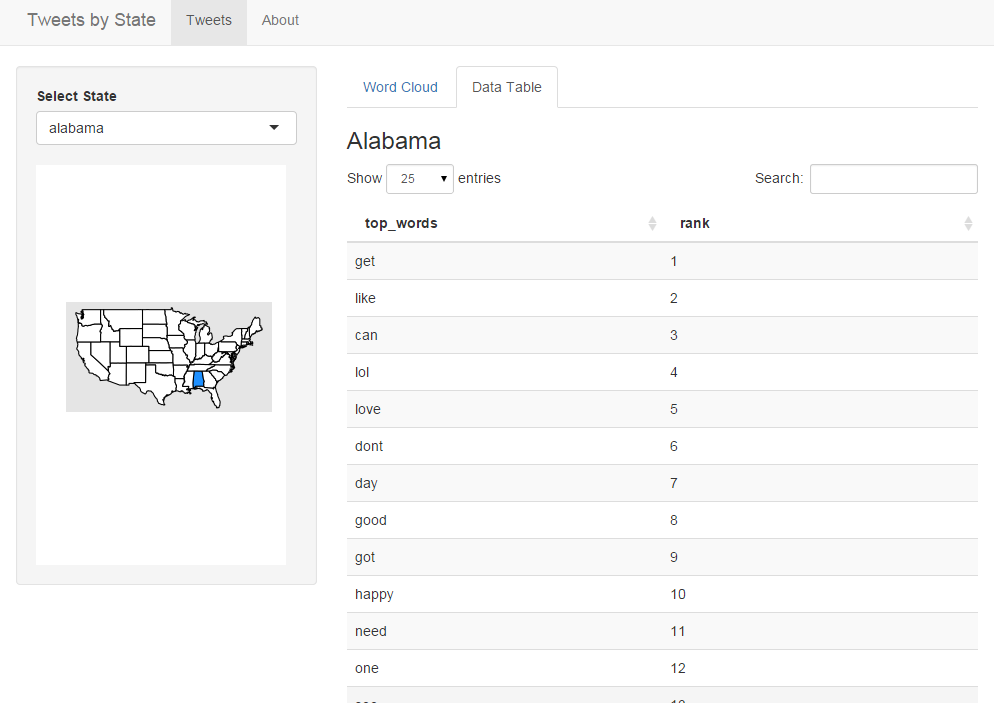 Tweets by State Tweets About
Select State
alabama
Word Cloud Data Table
Alabama
Show 25 entries Search:
top_words rank
get 1
like 2
can 3
lol 4
love 5
dont 6
day 7
good 8
got 9
happy 10
need 11
one 12